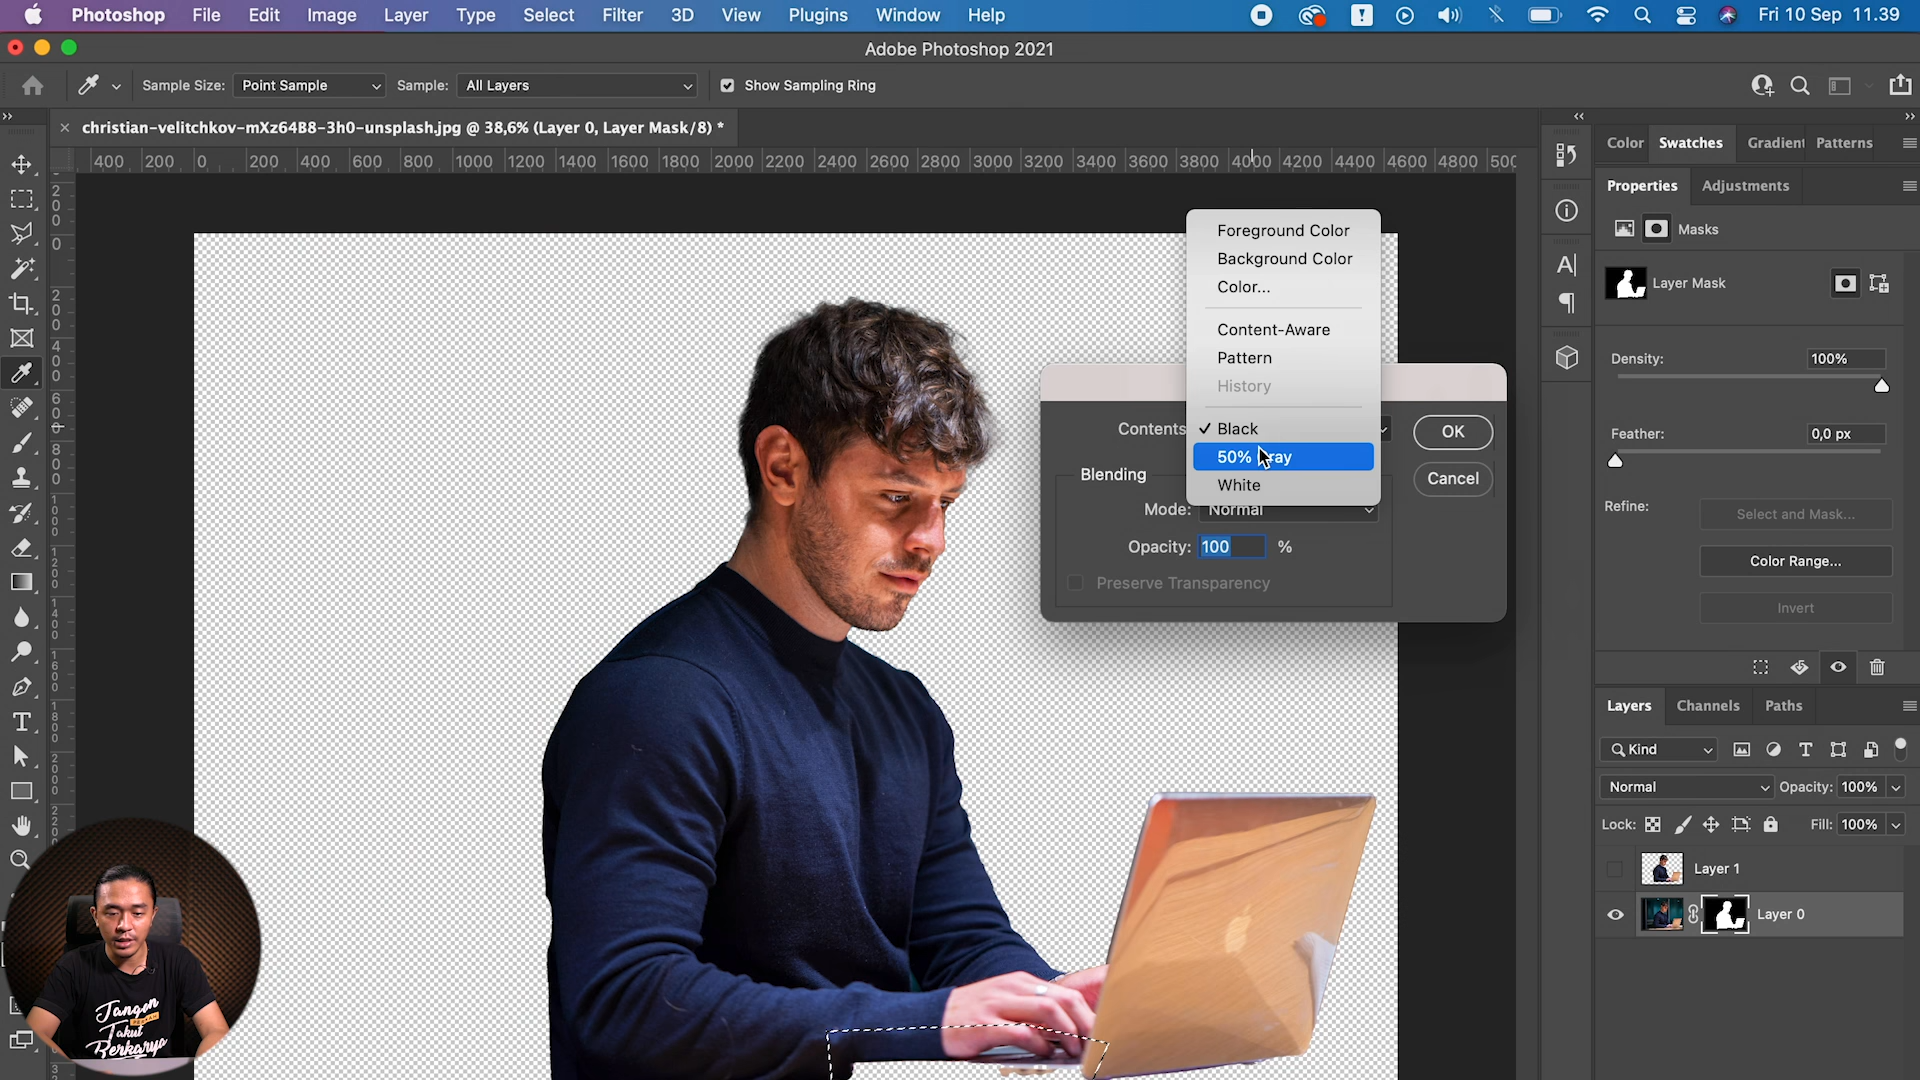 Photoshop File Edit Image Layer Type Select Filter 3D View Plugins Window Help Fri 10 Sep 11.39
Adobe Photoshop 2021
Sample Size: Point Sample Sample: All Layers Show Sampling Ring
christian-velitchkov-mXz64B8-3h0-unsplash.jpg @ 38,6% (Layer 0, Layer Mask/8) *
400 200 0 200 400 600 800 1000 1200 1400 1600 1800 2000 2200 2400 2600 2800 3000 3200 3400 3600 3800 4000 4200 4400 4600 4800 500
Color Swatches Gradient Patterns
Properties Adjustments
Masks
Layer Mask
Density: 100%
Feather: 0,0 px
Refine: Select and Mask...
Color Range...
Invert
Foreground Color
Background Color
Color...
Content-Aware
Pattern
History
Contents
✓ Black
50% Gray
White
OK
Cancel
Blending
Mode: Normal
Opacity: 100 %
Preserve Transparency
Layers Channels Paths
Kind
Normal Opacity: 100%
Lock: Fill: 100%
Layer 1
Layer 0
Jangan
Takut
Berkarya